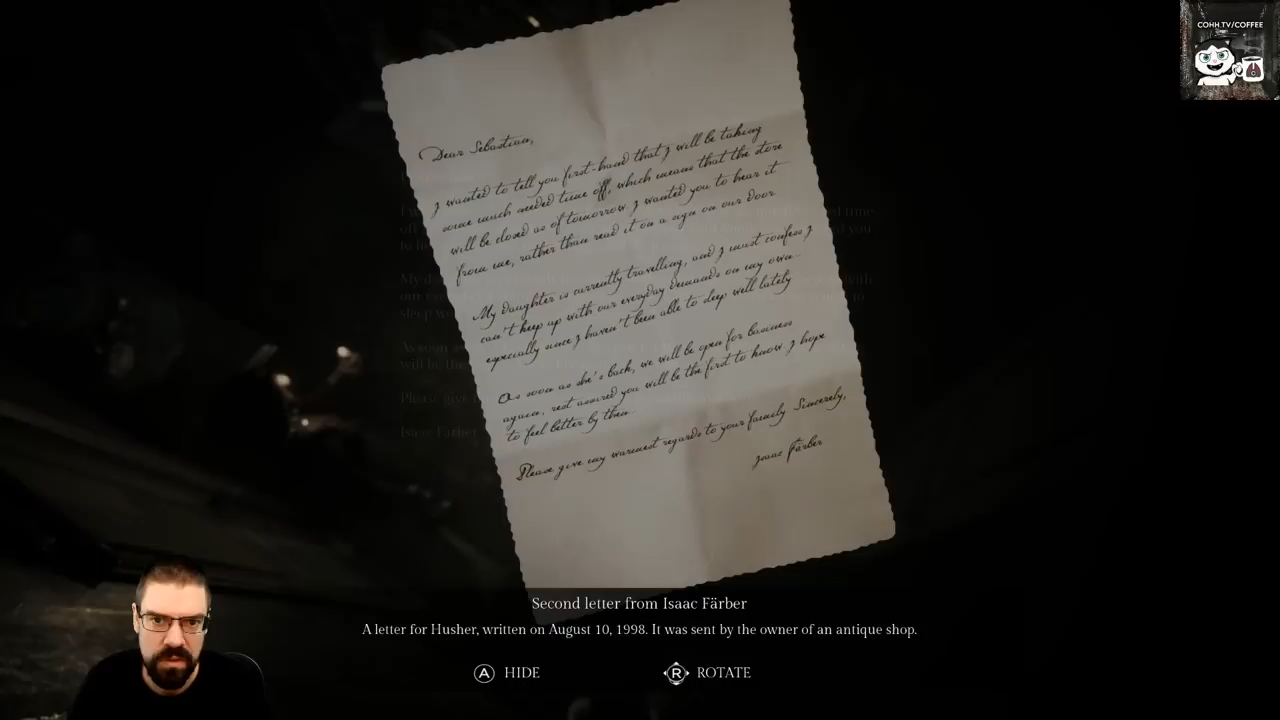 COHH.TV/COFFEE
Dear Sebastian,
I wanted to tell you first-hand that I will be taking
some much needed time off, which means that the store
will be closed as of tomorrow. I wanted you to hear it
from me, rather than read it on a sign on our door.
My daughter is currently travelling, and I must confess I
can't keep up with our everyday demands on my own...
especially since I haven't been able to sleep well lately.
As soon as she's back, we will be open for business
again, rest assured you will be the first to know. I hope
to feel better by then...
Please give my warmest regards to your family. Sincerely,
Isaac Färber
Second letter from Isaac Färber
A letter for Husher, written on August 10, 1998. It was sent by the owner of an antique shop.
A HIDE
R ROTATE